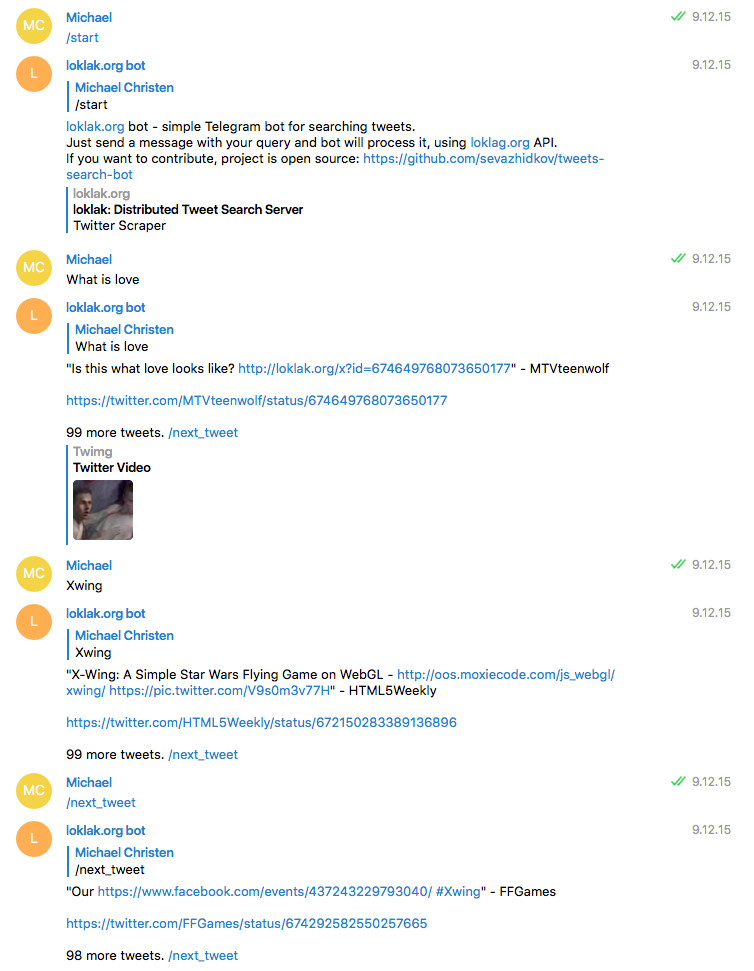 MC
Michael
9.12.15
/start
L
loklak.org bot
9.12.15
Michael Christen
/start
loklak.org bot - simple Telegram bot for searching tweets.
Just send a message with your query and bot will process it, using loklag.org API.
If you want to contribute, project is open source: https://github.com/sevazhidkov/tweets-
search-bot
loklak.org
loklak: Distributed Tweet Search Server
Twitter Scraper
MC
Michael
9.12.15
What is love
L
loklak.org bot
9.12.15
Michael Christen
What is love
"Is this what love looks like? http://loklak.org/x?id=674649768073650177" - MTVteenwolf
https://twitter.com/MTVteenwolf/status/674649768073650177
99 more tweets. /next_tweet
Twimg
Twitter Video
MC
Michael
9.12.15
Xwing
L
loklak.org bot
9.12.15
Michael Christen
Xwing
"X-Wing: A Simple Star Wars Flying Game on WebGL - http://oos.moxiecode.com/js_webgl/
xwing/ https://pic.twitter.com/V9s0m3v77H" - HTML5Weekly
https://twitter.com/HTML5Weekly/status/672150283389136896
99 more tweets. /next_tweet
MC
Michael
9.12.15
/next_tweet
L
loklak.org bot
9.12.15
Michael Christen
/next_tweet
"Our https://www.facebook.com/events/437243229793040/ #Xwing" - FFGames
https://twitter.com/FFGames/status/674292582550257665
98 more tweets. /next_tweet